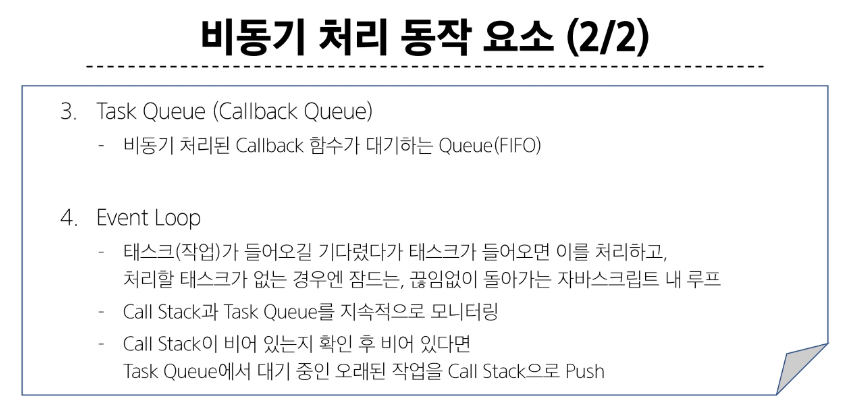 비동기 처리 동작 요소 (2/2)
3. Task Queue (Callback Queue)
- 비동기 처리된 Callback 함수가 대기하는 Queue(FIFO)
4. Event Loop
- 태스크(작업)가 들어오길 기다렸다가 태스크가 들어오면 이를 처리하고,
처리할 태스크가 없는 경우엔 잠드는, 끊임없이 돌아가는 자바스크립트 내 루프
- Call Stack과 Task Queue를 지속적으로 모니터링
- Call Stack이 비어 있는지 확인 후 비어 있다면
Task Queue에서 대기 중인 오래된 작업을 Call Stack으로 Push